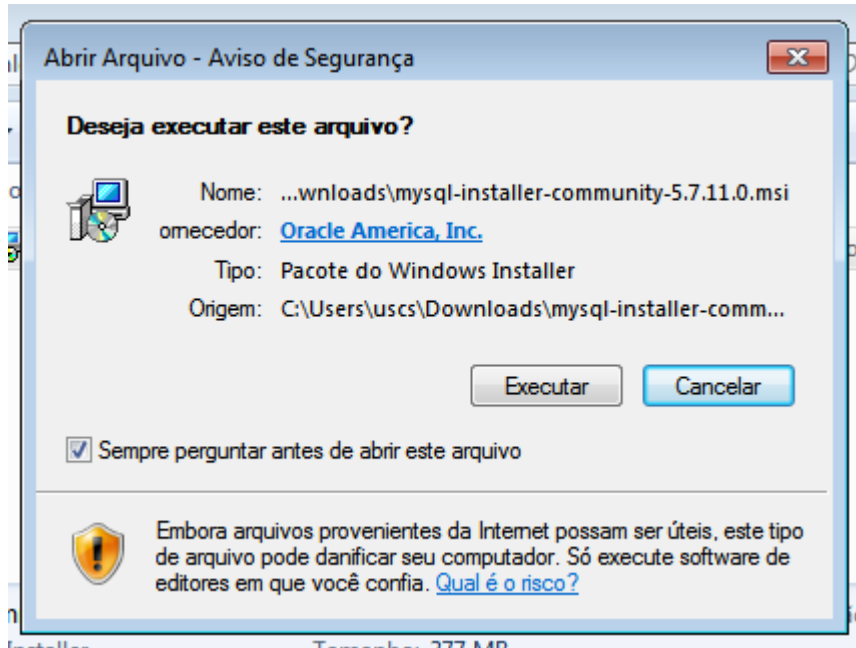 Abrir Arquivo - Aviso de Segurança
Deseja executar este arquivo?
Nome: ...wnloads\mysql-installer-community-5.7.11.0.msi
omecedor: Oracle America, Inc.
Tipo: Pacote do Windows Installer
Origem: C:\Users\uscs\Downloads\mysql-installer-comm...
Executar Cancelar
Sempre perguntar antes de abrir este arquivo
Embora arquivos provenientes da Internet possam ser úteis, este tipo
de arquivo pode danificar seu computador. Só execute software de
editores em que você confia. Qual é o risco?